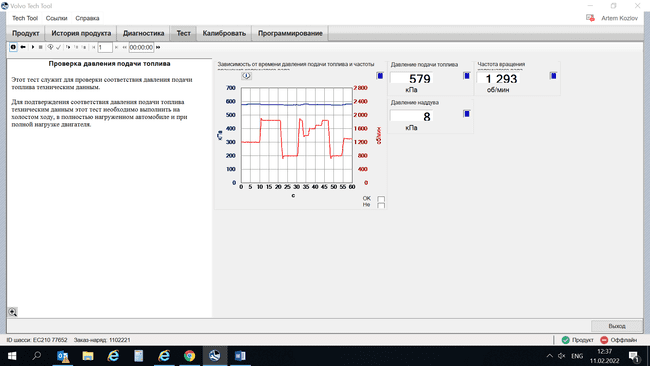 Volvo Tech Tool
Tech Tool Ссылки Справка
Artem Kozlov
Продукт История продукта Диагностика Тест Калибровать Программирование
1 00:00:00
Проверка давления подачи топлива
Этот тест служит для проверки соответствия давления подачи
топлива техническим данным.
Для подтверждения соответствия давления подачи топлива
техническим данным этот тест необходимо выполнить на
холостом ходу, в полностью нагруженном автомобиле и при
полной нагрузке двигателя.
Зависимость от времени давления подачи топлива и частоты
кПа
700
600
500
400
300
200
100
0
2 800
2 400
2 000
1 600
1 200
800
400
0
об/мин
0 5 10 15 20 25 30 35 40 45 50 55 60
с
OK
Не
Давление подачи топлива
579
кПа
Частота вращения
1 293
об/мин
Давление наддува
8
кПа
Выход
ID шасси: EC210 77652 Заказ-наряд: 1102221
Продукт Оффлайн
ENG
12:37
11.02.2022
1